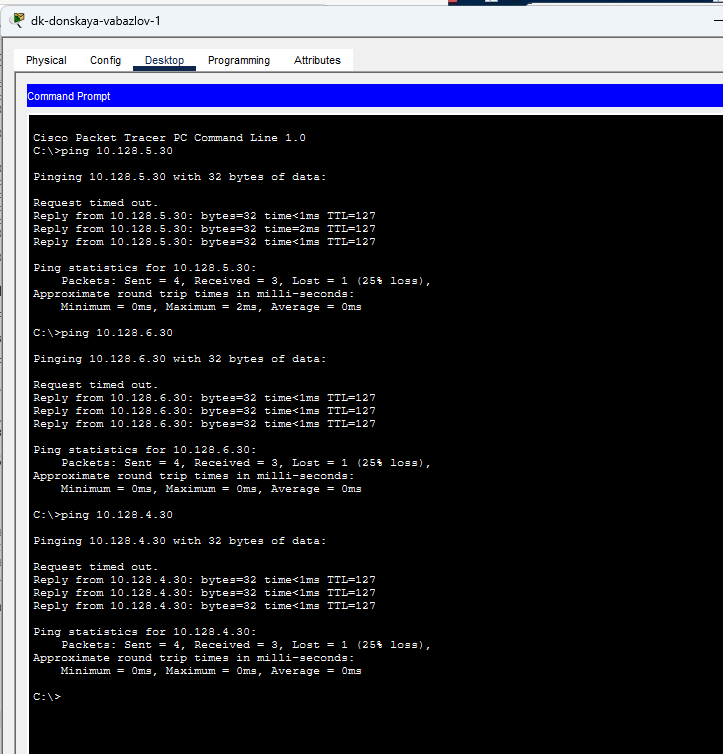 dk-donskaya-vabazlov-1
Physical Config Desktop Programming Attributes
Command Prompt
Cisco Packet Tracer PC Command Line 1.0
C:\>ping 10.128.5.30
Pinging 10.128.5.30 with 32 bytes of data:
Request timed out.
Reply from 10.128.5.30: bytes=32 time<1ms TTL=127
Reply from 10.128.5.30: bytes=32 time=2ms TTL=127
Reply from 10.128.5.30: bytes=32 time<1ms TTL=127
Ping statistics for 10.128.5.30:
Packets: Sent = 4, Received = 3, Lost = 1 (25% loss),
Approximate round trip times in milli-seconds:
Minimum = 0ms, Maximum = 2ms, Average = 0ms
C:\>ping 10.128.6.30
Pinging 10.128.6.30 with 32 bytes of data:
Request timed out.
Reply from 10.128.6.30: bytes=32 time<1ms TTL=127
Reply from 10.128.6.30: bytes=32 time<1ms TTL=127
Reply from 10.128.6.30: bytes=32 time<1ms TTL=127
Ping statistics for 10.128.6.30:
Packets: Sent = 4, Received = 3, Lost = 1 (25% loss),
Approximate round trip times in milli-seconds:
Minimum = 0ms, Maximum = 0ms, Average = 0ms
C:\>ping 10.128.4.30
Pinging 10.128.4.30 with 32 bytes of data:
Request timed out.
Reply from 10.128.4.30: bytes=32 time<1ms TTL=127
Reply from 10.128.4.30: bytes=32 time<1ms TTL=127
Reply from 10.128.4.30: bytes=32 time<1ms TTL=127
Ping statistics for 10.128.4.30:
Packets: Sent = 4, Received = 3, Lost = 1 (25% loss),
Approximate round trip times in milli-seconds:
Minimum = 0ms, Maximum = 0ms, Average = 0ms
C:\>